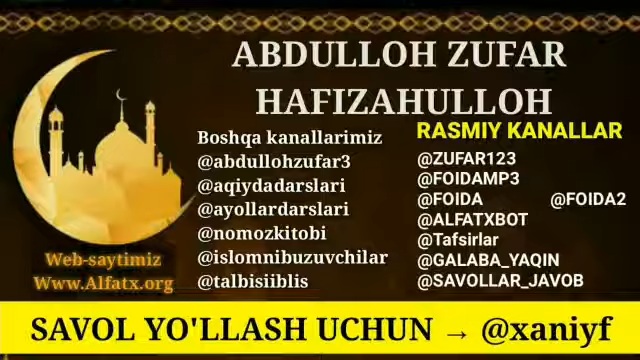 ABDULLOH ZUFAR
HAFIZAHULLOH
Boshqa kanallarimiz
@abdullohzufar3
@aqiydadarslari
@ayollardarslari
@nomozkitobi
@islomnibuzuvchilar
@talbisiiblis
RASMIY KANALLAR
@ZUFAR123
@FOIDAMP3
@FOIDA @FOIDA2
@ALFATXBOT
@Tafsirlar
@GALABA_YAQIN
@SAVOLLAR_JAVOB
Web-saytimiz
Www.Alfatx.org
SAVOL YO'LLASH UCHUN → @xaniyf